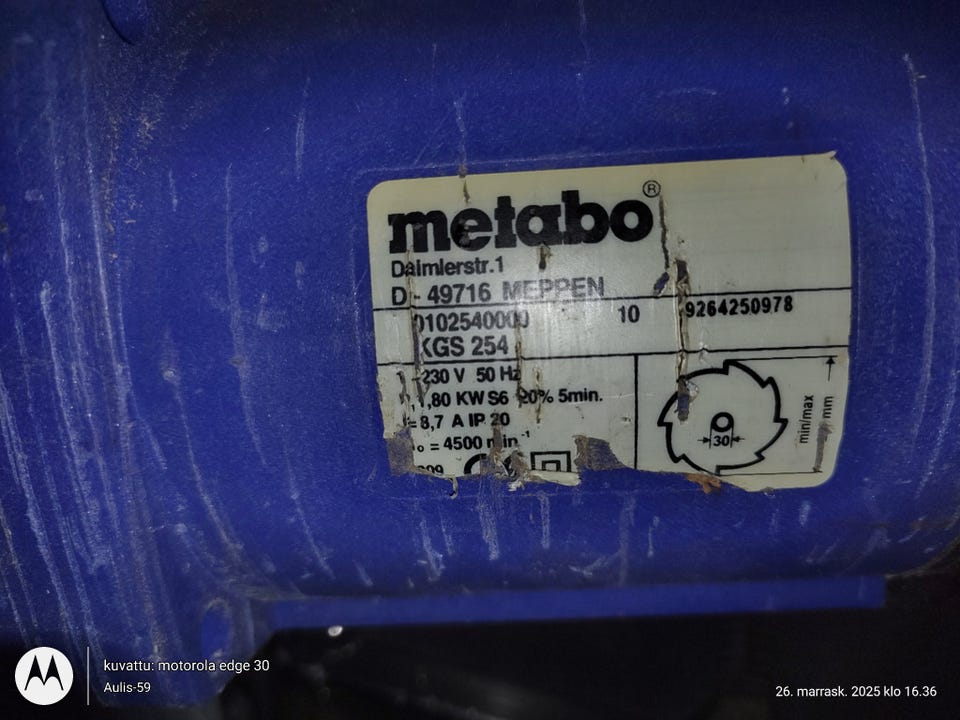 metabo®
Daimlerstr.1
D - 49716 MEPPEN
0102540000 10 9264250978
KGS 254
230 V 50 Hz
1,80 KW S6 20% 5min.
8,7 A IP 20
= 4500 min-1
30
min/max
mm
kuvattu: motorola edge 30
Aulis-59
26. marrask. 2025 klo 16.36